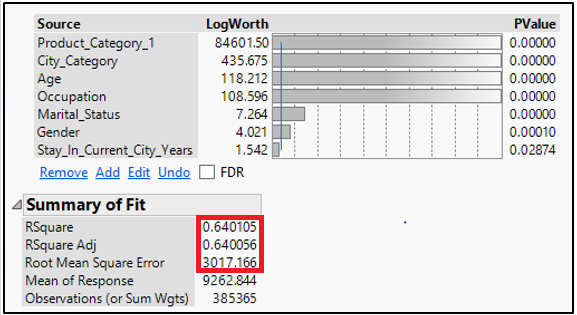 Source LogWorth PValue
Product_Category_1 84601.50 0.00000
City_Category 435.675 0.00000
Age 118.212 0.00000
Occupation 108.596 0.00000
Marital_Status 7.264 0.00000
Gender 4.021 0.00010
Stay_In_Current_City_Years 1.542 0.02874
Remove Add Edit Undo FDR
Summary of Fit
RSquare 0.640105
RSquare Adj 0.640056
Root Mean Square Error 3017.166
Mean of Response 9262.844
Observations (or Sum Wgts) 385365